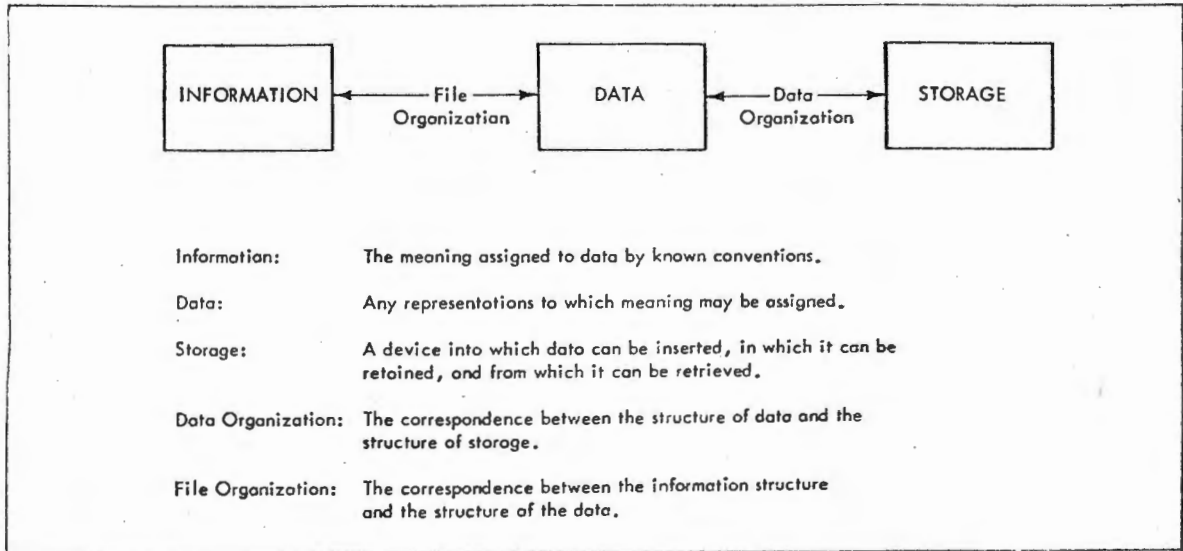 INFORMATION File Organization DATA Data Organization STORAGE
Information: The meaning assigned to data by known conventions.
Data: Any representations to which meaning may be assigned.
Storage: A device into which data can be inserted, in which it can be
retained, and from which it can be retrieved.
Data Organization: The correspondence between the structure of data and the
structure of storage.
File Organization: The correspondence between the information structure
and the structure of the data.